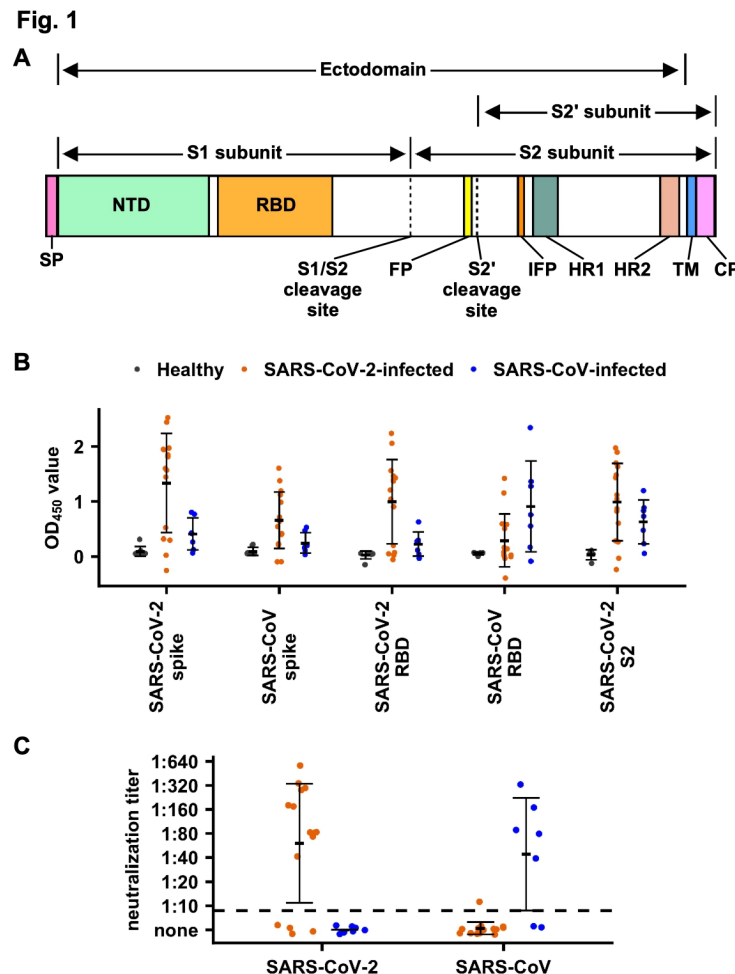 Fig. 1
A
Ectodomain
S2' subunit
S1 subunit
S2 subunit
NTD
RBD
SP
S1/S2
cleavage
site
FP
S2'
cleavage
site
IFP
HR1
HR2
TM
CP
B
Healthy
SARS-CoV-2-infected
SARS-CoV-infected
OD450 value
2
1
0
SARS-CoV-2
spike
SARS-CoV
spike
SARS-CoV-2
RBD
SARS-CoV
RBD
SARS-CoV-2
S2
C
neutralization titer
1:640
1:320
1:160
1:80
1:40
1:20
1:10
none
SARS-CoV-2
SARS-CoV